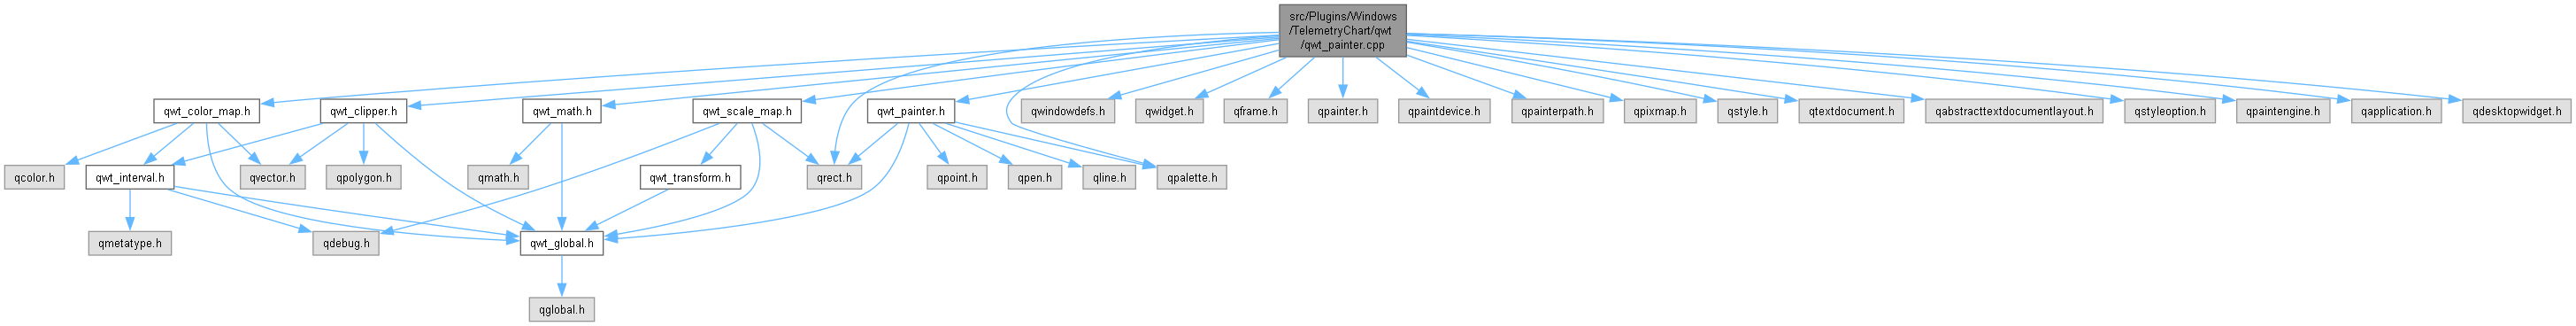 src/Plugins/Windows
/TelemetryChart/qwt
/qwt_painter.cpp
qwt_color_map.h
qwt_clipper.h
qwt_math.h
qwt_scale_map.h
qwt_painter.h
qwindowdefs.h
qwidget.h
qframe.h
qpainter.h
qpaintdevice.h
qpainterpath.h
qpixmap.h
qstyle.h
qtextdocument.h
qabstracttextdocumentlayout.h
qstyleoption.h
qpaintengine.h
qapplication.h
qdesktopwidget.h
qcolor.h
qwt_interval.h
qvector.h
qpolygon.h
qmath.h
qwt_transform.h
qrect.h
qpoint.h
qpen.h
qline.h
qpalette.h
qmetatype.h
qdebug.h
qwt_global.h
qglobal.h